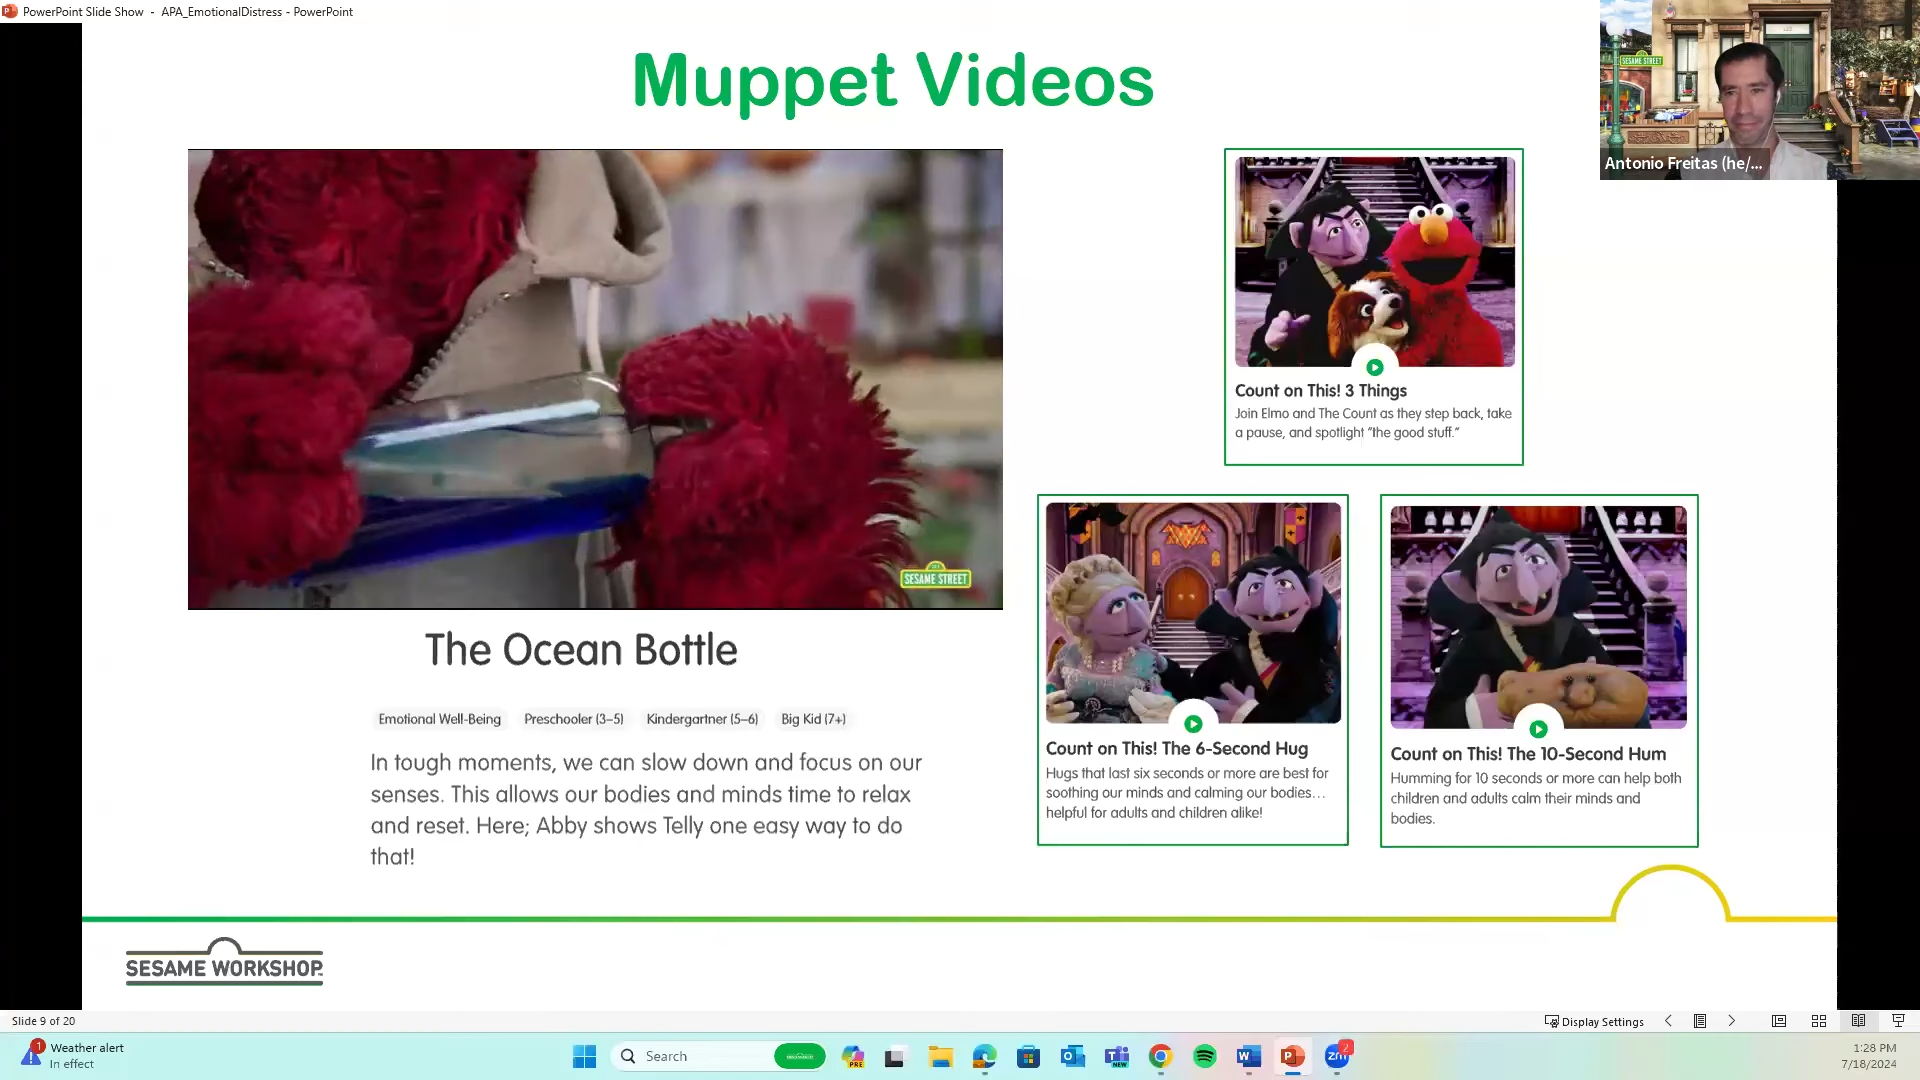 PowerPoint Slide Show - APA_EmotionalDistress - PowerPoint
Muppet Videos
SESAME STREET
Antonio Freitas (he/...
SESAME STREET
The Ocean Bottle
Emotional Well-Being Preschooler (3–5) Kindergartner (5–6) Big Kid (7+)
In tough moments, we can slow down and focus on our
senses. This allows our bodies and minds time to relax
and reset. Here; Abby shows Telly one easy way to do
that!
Count on This! 3 Things
Join Elmo and The Count as they step back, take
a pause, and spotlight "the good stuff."
Count on This! The 6-Second Hug
Hugs that last six seconds or more are best for
soothing our minds and calming our bodies…
helpful for adults and children alike!
Count on This! The 10-Second Hum
Humming for 10 seconds or more can help both
children and adults calm their minds and
bodies.
SESAME WORKSHOP
Slide 9 of 20
Display Settings
1
Weather alert
In effect
Search
PRE
NEW
zm
2
1:28 PM
7/18/2024